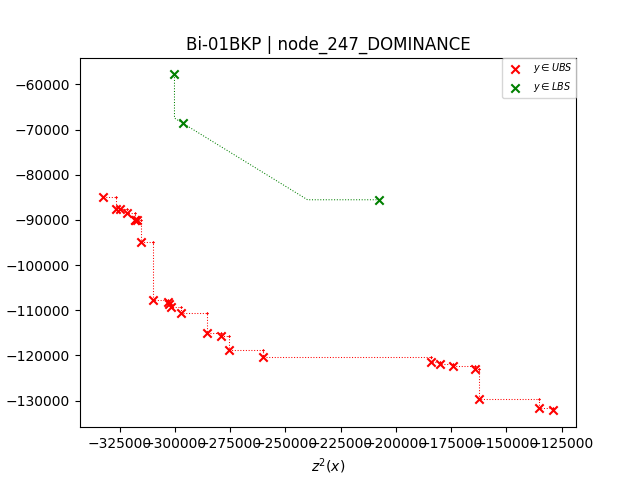 Bi-01BKP | node_247_DOMINANCE
y ∈ UBS
y ∈ LBS
−60000
−70000
−80000
−90000
−100000
−110000
−120000
−130000
−325000 −300000 −275000 −250000 −225000 −200000 −175000 −150000 −125000
z²(x)